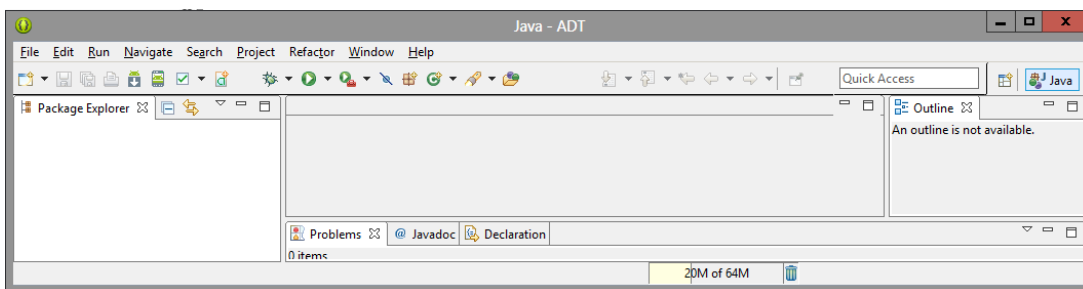 Java - ADT
File Edit Run Navigate Search Project Refactor Window Help
Quick Access
Java
Package Explorer
Outline
An outline is not available.
Problems
@ Javadoc
Declaration
0 items
20M of 64M